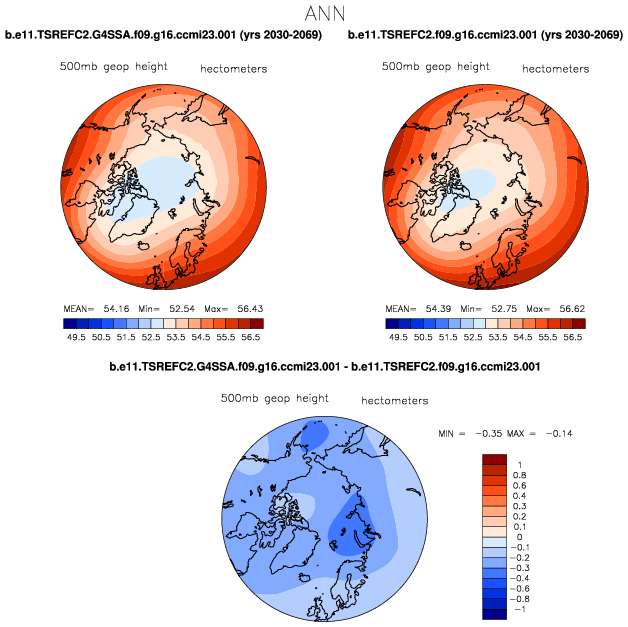 ANN
b.e11.TSREFC2.G4SSA.f09.g16.ccmi23.001 (yrs 2030-2069)
b.e11.TSREFC2.f09.g16.ccmi23.001 (yrs 2030-2069)
500mb geop height hectometers
500mb geop height hectometers
MEAN= 54.16 Min= 52.54 Max= 56.43
MEAN= 54.39 Min= 52.75 Max= 56.62
49.5 50.5 51.5 52.5 53.5 54.5 55.5 56.5
49.5 50.5 51.5 52.5 53.5 54.5 55.5 56.5
b.e11.TSREFC2.G4SSA.f09.g16.ccmi23.001 - b.e11.TSREFC2.f09.g16.ccmi23.001
500mb geop height hectometers
MIN = -0.35 MAX = -0.14
1
0.8
0.6
0.4
0.3
0.2
0.1
0
-0.1
-0.2
-0.3
-0.4
-0.6
-0.8
-1